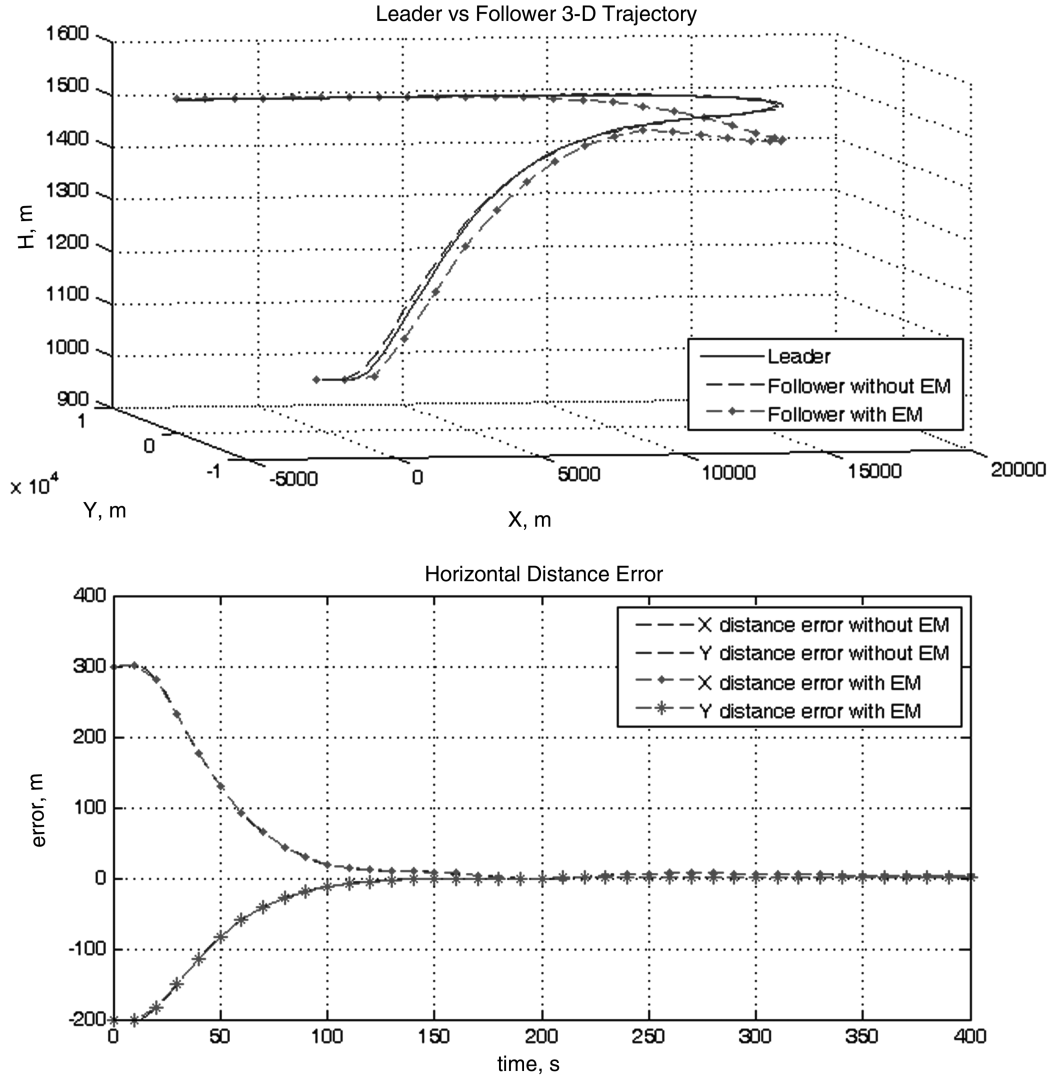 Leader vs Follower 3-D Trajectory
1600
1500
1400
1300
1200
1100
1000
900
H, m
1
0
-1
x 10⁴
Y, m
-5000
0
5000
10000
15000
20000
X, m
Leader
Follower without EM
Follower with EM
Horizontal Distance Error
400
300
200
100
0
-100
-200
error, m
0
50
100
150
200
250
300
350
400
time, s
X distance error without EM
Y distance error without EM
X distance error with EM
Y distance error with EM